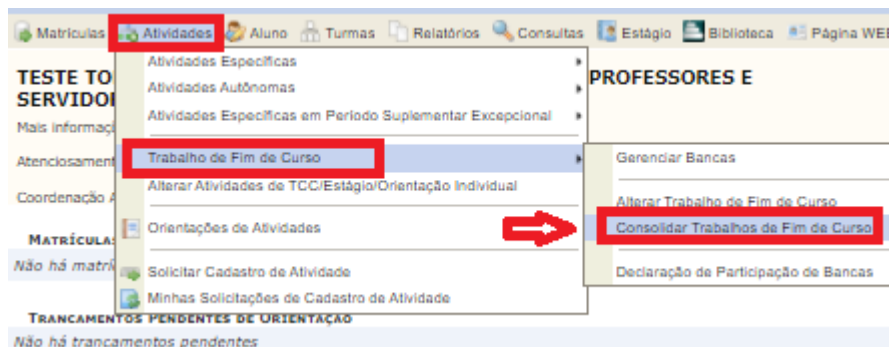 Matrículas Atividades Aluno Turmas Relatórios Consultas Estágio Biblioteca Página WEB
Atividades Específicas
TESTE TO PROFESSORES E
Atividades Autônomas
SERVIDO
Atividades Específicas em Período Suplementar Excepcional
Mais informaç
Trabalho de Fim de Curso
Gerenciar Bancas
Atenciosament
Alterar Atividades de TCC/Estágio/Orientação Individual
Coordenação A
Alterar Trabalho de Fim de Curso
Orientações de Atividades
Consolidar Trabalhos de Fim de Curso
MATRÍCULA
Não há matrí
Solicitar Cadastro de Atividade
Declaração de Participação de Bancas
Minhas Solicitações de Cadastro de Atividade
TRANCAMENTOS PENDENTES DE ORIENTAÇÃO
Não há trancamentos pendentes